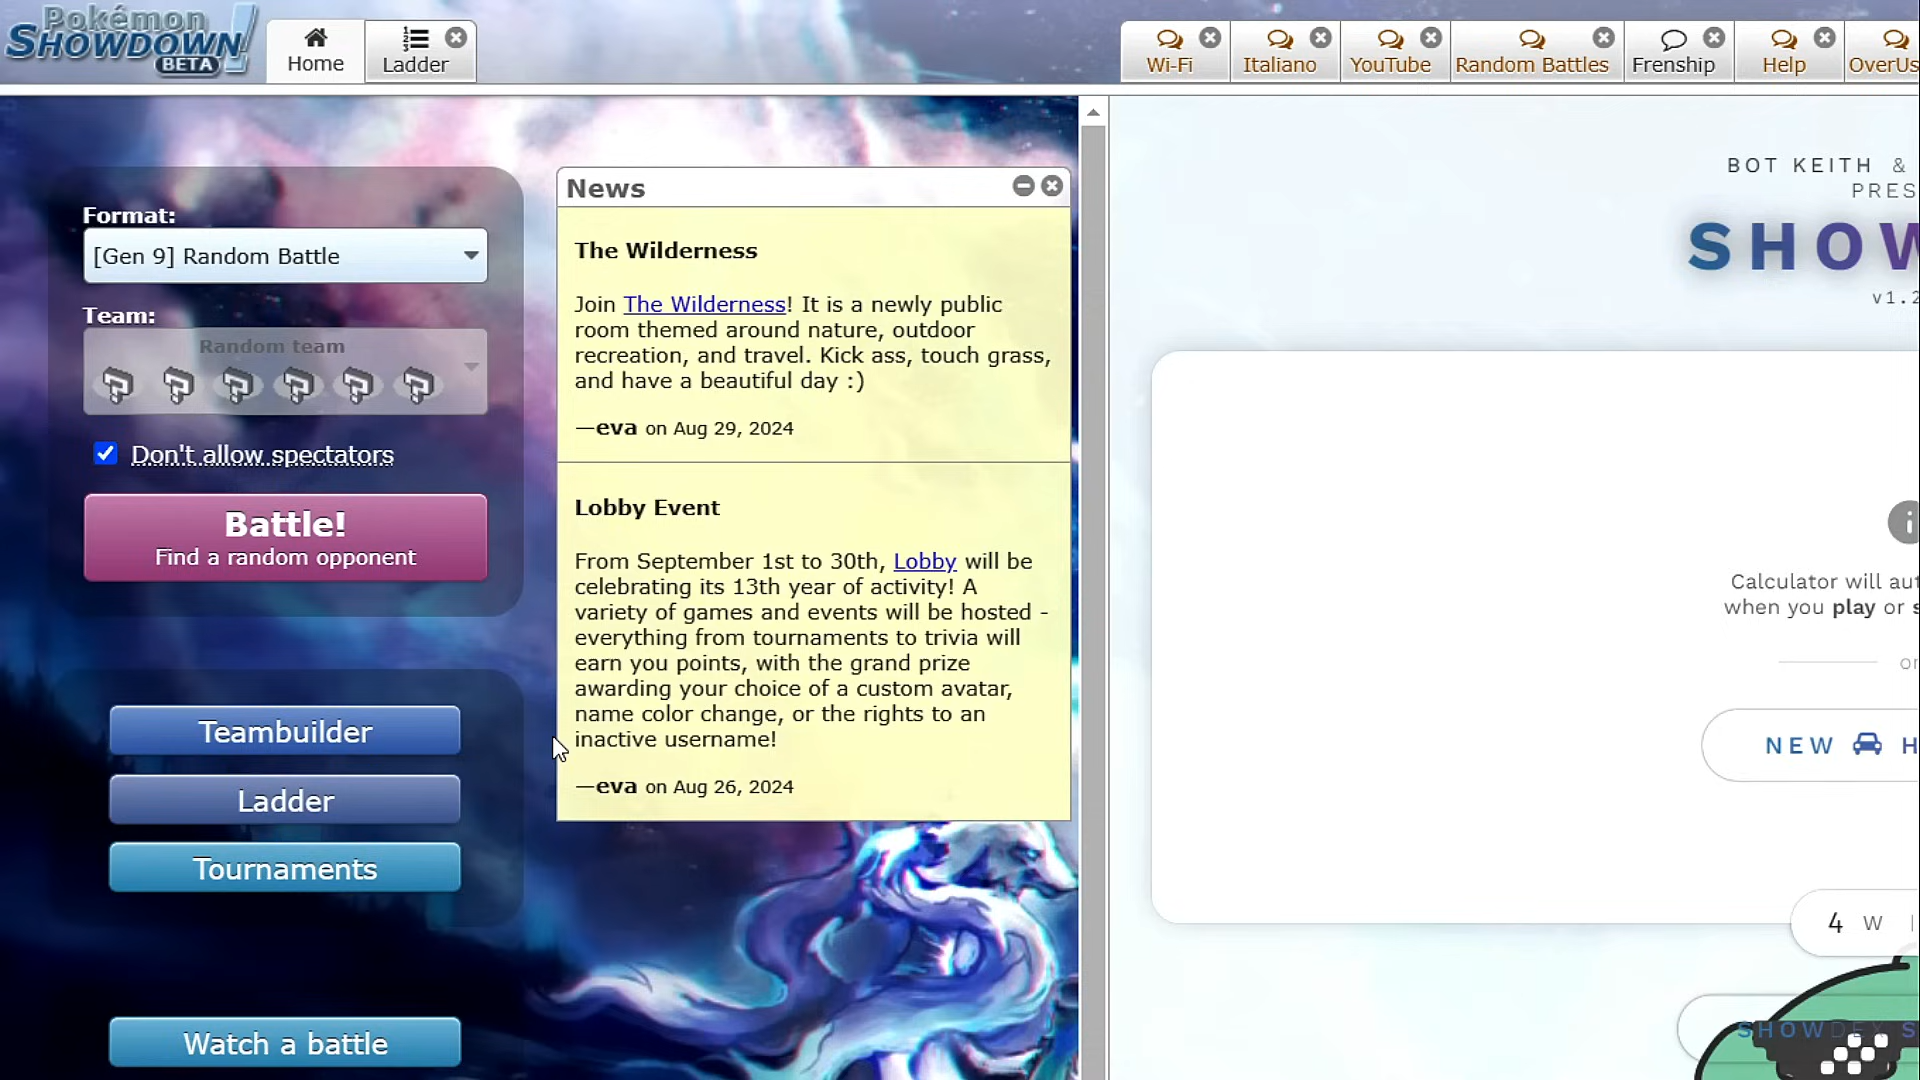 Pokémon
SHOWDOWN!
BETA
Home
Ladder
Wi-Fi
Italiano
YouTube
Random Battles
Frenship
Help
OverUs
Format:
[Gen 9] Random Battle
Team:
Random team
Don't allow spectators
Battle!
Find a random opponent
Teambuilder
Ladder
Tournaments
Watch a battle
News
The Wilderness
Join The Wilderness! It is a newly public
room themed around nature, outdoor
recreation, and travel. Kick ass, touch grass,
and have a beautiful day :)
—eva on Aug 29, 2024
Lobby Event
From September 1st to 30th, Lobby will be
celebrating its 13th year of activity! A
variety of games and events will be hosted -
everything from tournaments to trivia will
earn you points, with the grand prize
awarding your choice of a custom avatar,
name color change, or the rights to an
inactive username!
—eva on Aug 26, 2024
BOT KEITH &
PRES
SHOW
v1.2
Calculator will aut
when you play or s
or
NEW H
4 W
SHOWDEX S